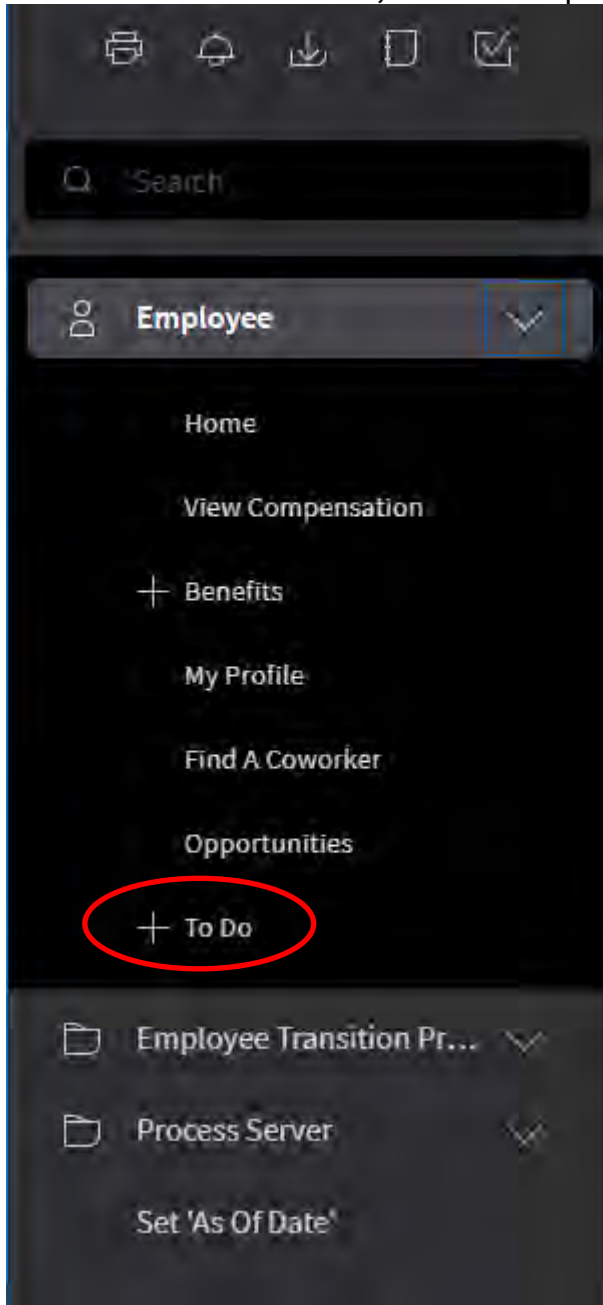 Search
Employee
Home
View Compensation
Benefits
My Profile
Find A Coworker
Opportunities
To Do
Employee Transition Pr...
Process Server
Set 'As Of Date'